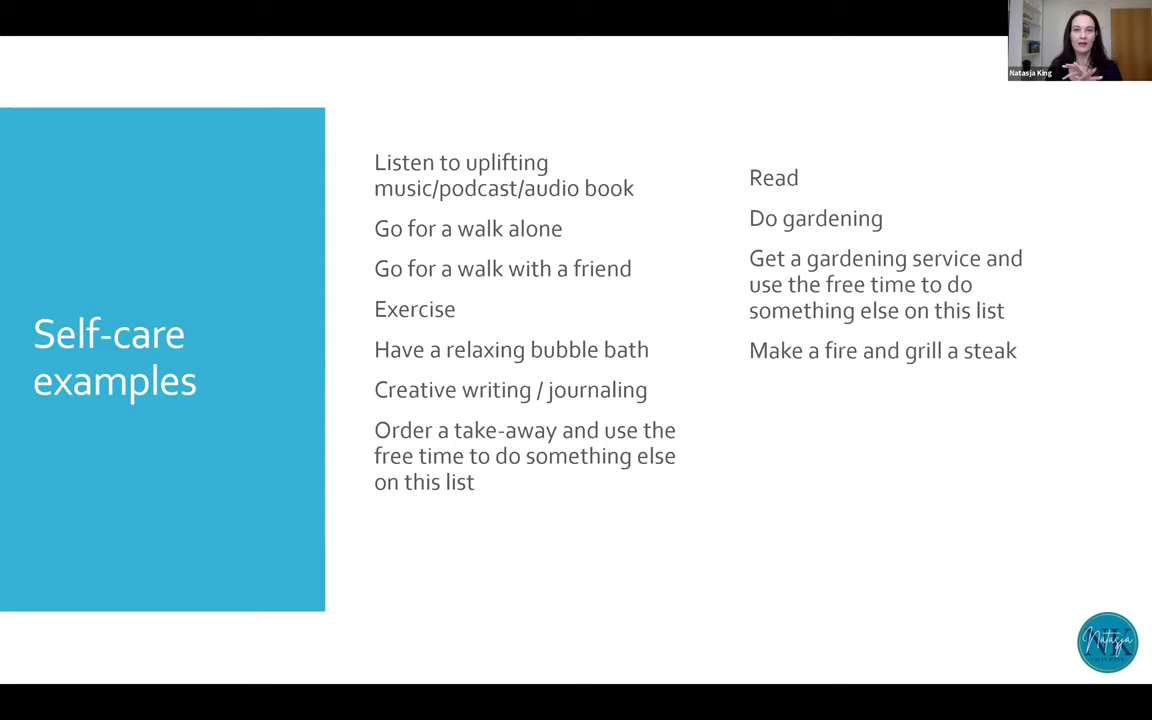 Natasja King
Self-care
examples
Listen to uplifting
music/podcast/audio book
Go for a walk alone
Go for a walk with a friend
Exercise
Have a relaxing bubble bath
Creative writing / journaling
Order a take-away and use the
free time to do something else
on this list
Read
Do gardening
Get a gardening service and
use the free time to do
something else on this list
Make a fire and grill a steak
NK
Natasja
COACHING